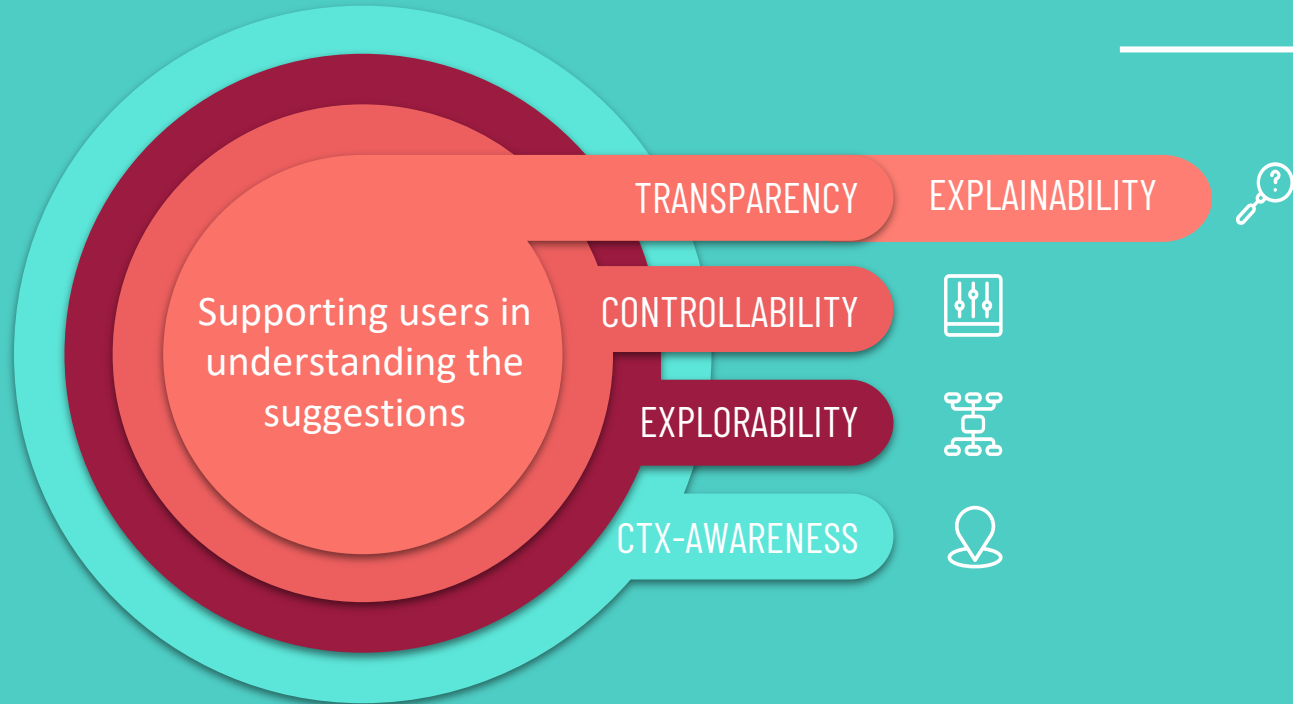 TRANSPARENCY
EXPLAINABILITY
?
CONTROLLABILITY
Supporting users in
understanding the
suggestions
EXPLORABILITY
CTX-AWARENESS